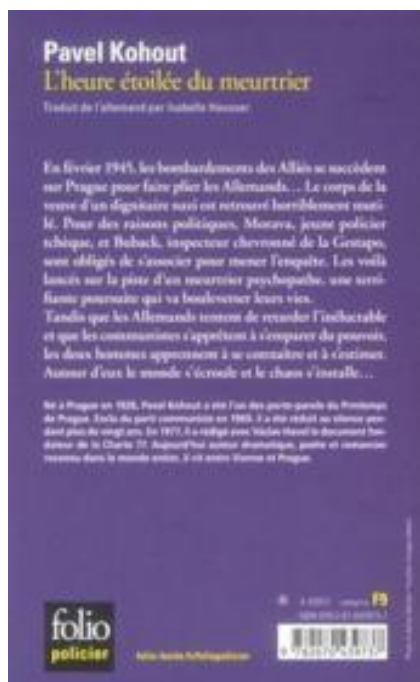 Pavel Kohout
L'heure étoilée du meurtrier
Traduit de l'allemand par Isabelle Hausser
En février 1945, les bombardements des Alliés se succèdent
sur Prague pour faire plier les Allemands… Le corps de la
veuve d'un dignitaire nazi est retrouvé horriblement muti-
lé. Pour des raisons politiques, Morava, jeune policier
tchèque, et Buback, inspecteur chevronné de la Gestapo,
sont obligés de s'associer pour mener l'enquête. Les voilà
lancés sur la piste d'un meurtrier psychopathe, une terri-
fiante poursuite qui va bouleverser leurs vies.
Tandis que les Allemands tentent de retarder l'inéluctable
et que les communistes s'apprêtent à s'emparer du pouvoir,
les deux hommes apprennent à se connaître et à s'estimer.
Autour d'eux le monde s'écroule et le chaos s'installe…
Né à Prague en 1928, Pavel Kohout a été l'un des porte-parole du Printemps
de Prague. Exclu du parti communiste en 1969, il a été réduit au silence pen-
dant plus de vingt ans. En 1977, il a rédigé avec Václav Havel le document fon-
dateur de la Charte 77. Aujourd'hui auteur dramatique, poète et romancier
reconnu dans le monde entier, il vit entre Vienne et Prague.
F9
folio
policier